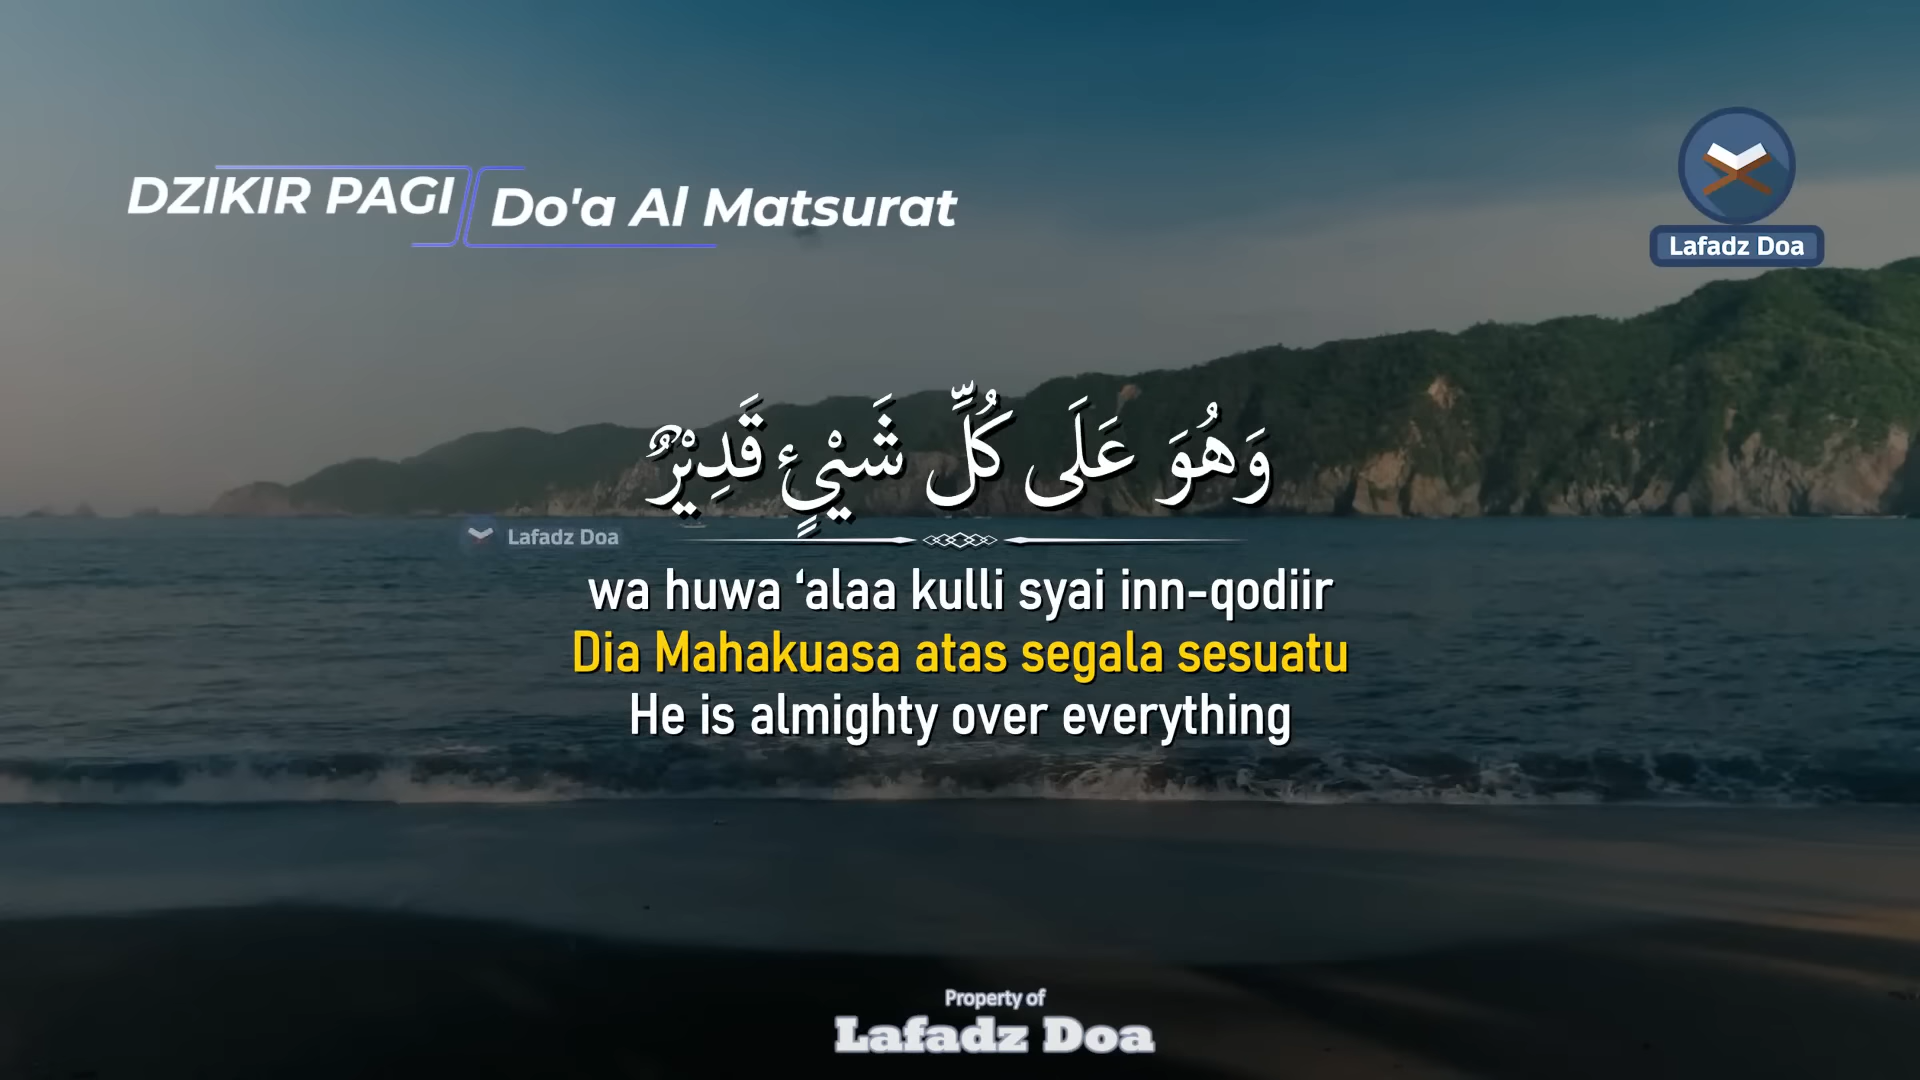 DZIKIR PAGI
Do'a Al Matsurat
Lafadz Doa
وَهُوَ عَلَى كُلِّ شَيْءٍ قَدِيْرٌ
Lafadz Doa
wa huwa ‘alaa kulli syai inn-qodiir
Dia Mahakuasa atas segala sesuatu
He is almighty over everything
Property of
Lafadz Doa